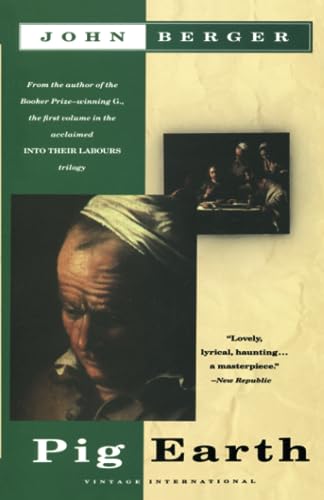 JOHN BERGER
From the author of the
Booker Prize–winning G.,
the first volume in the
acclaimed
INTO THEIR LABOURS
trilogy
“Lovely,
lyrical, haunting...
a masterpiece.”
–New Republic
Pig Earth
VINTAGE INTERNATIONAL